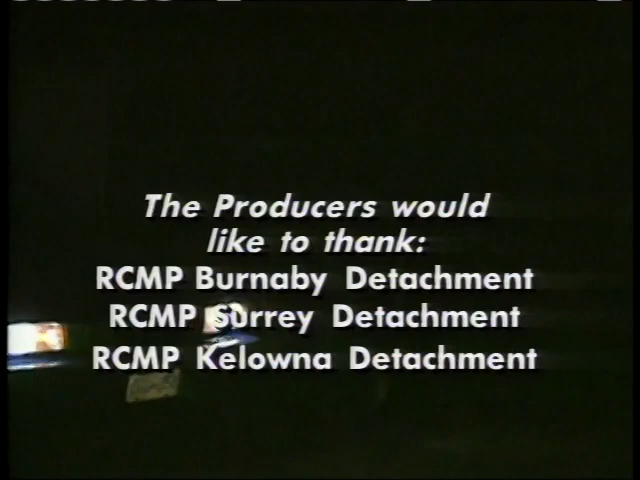 The Producers would
like to thank:
RCMP Burnaby Detachment
RCMP Surrey Detachment
RCMP Kelowna Detachment